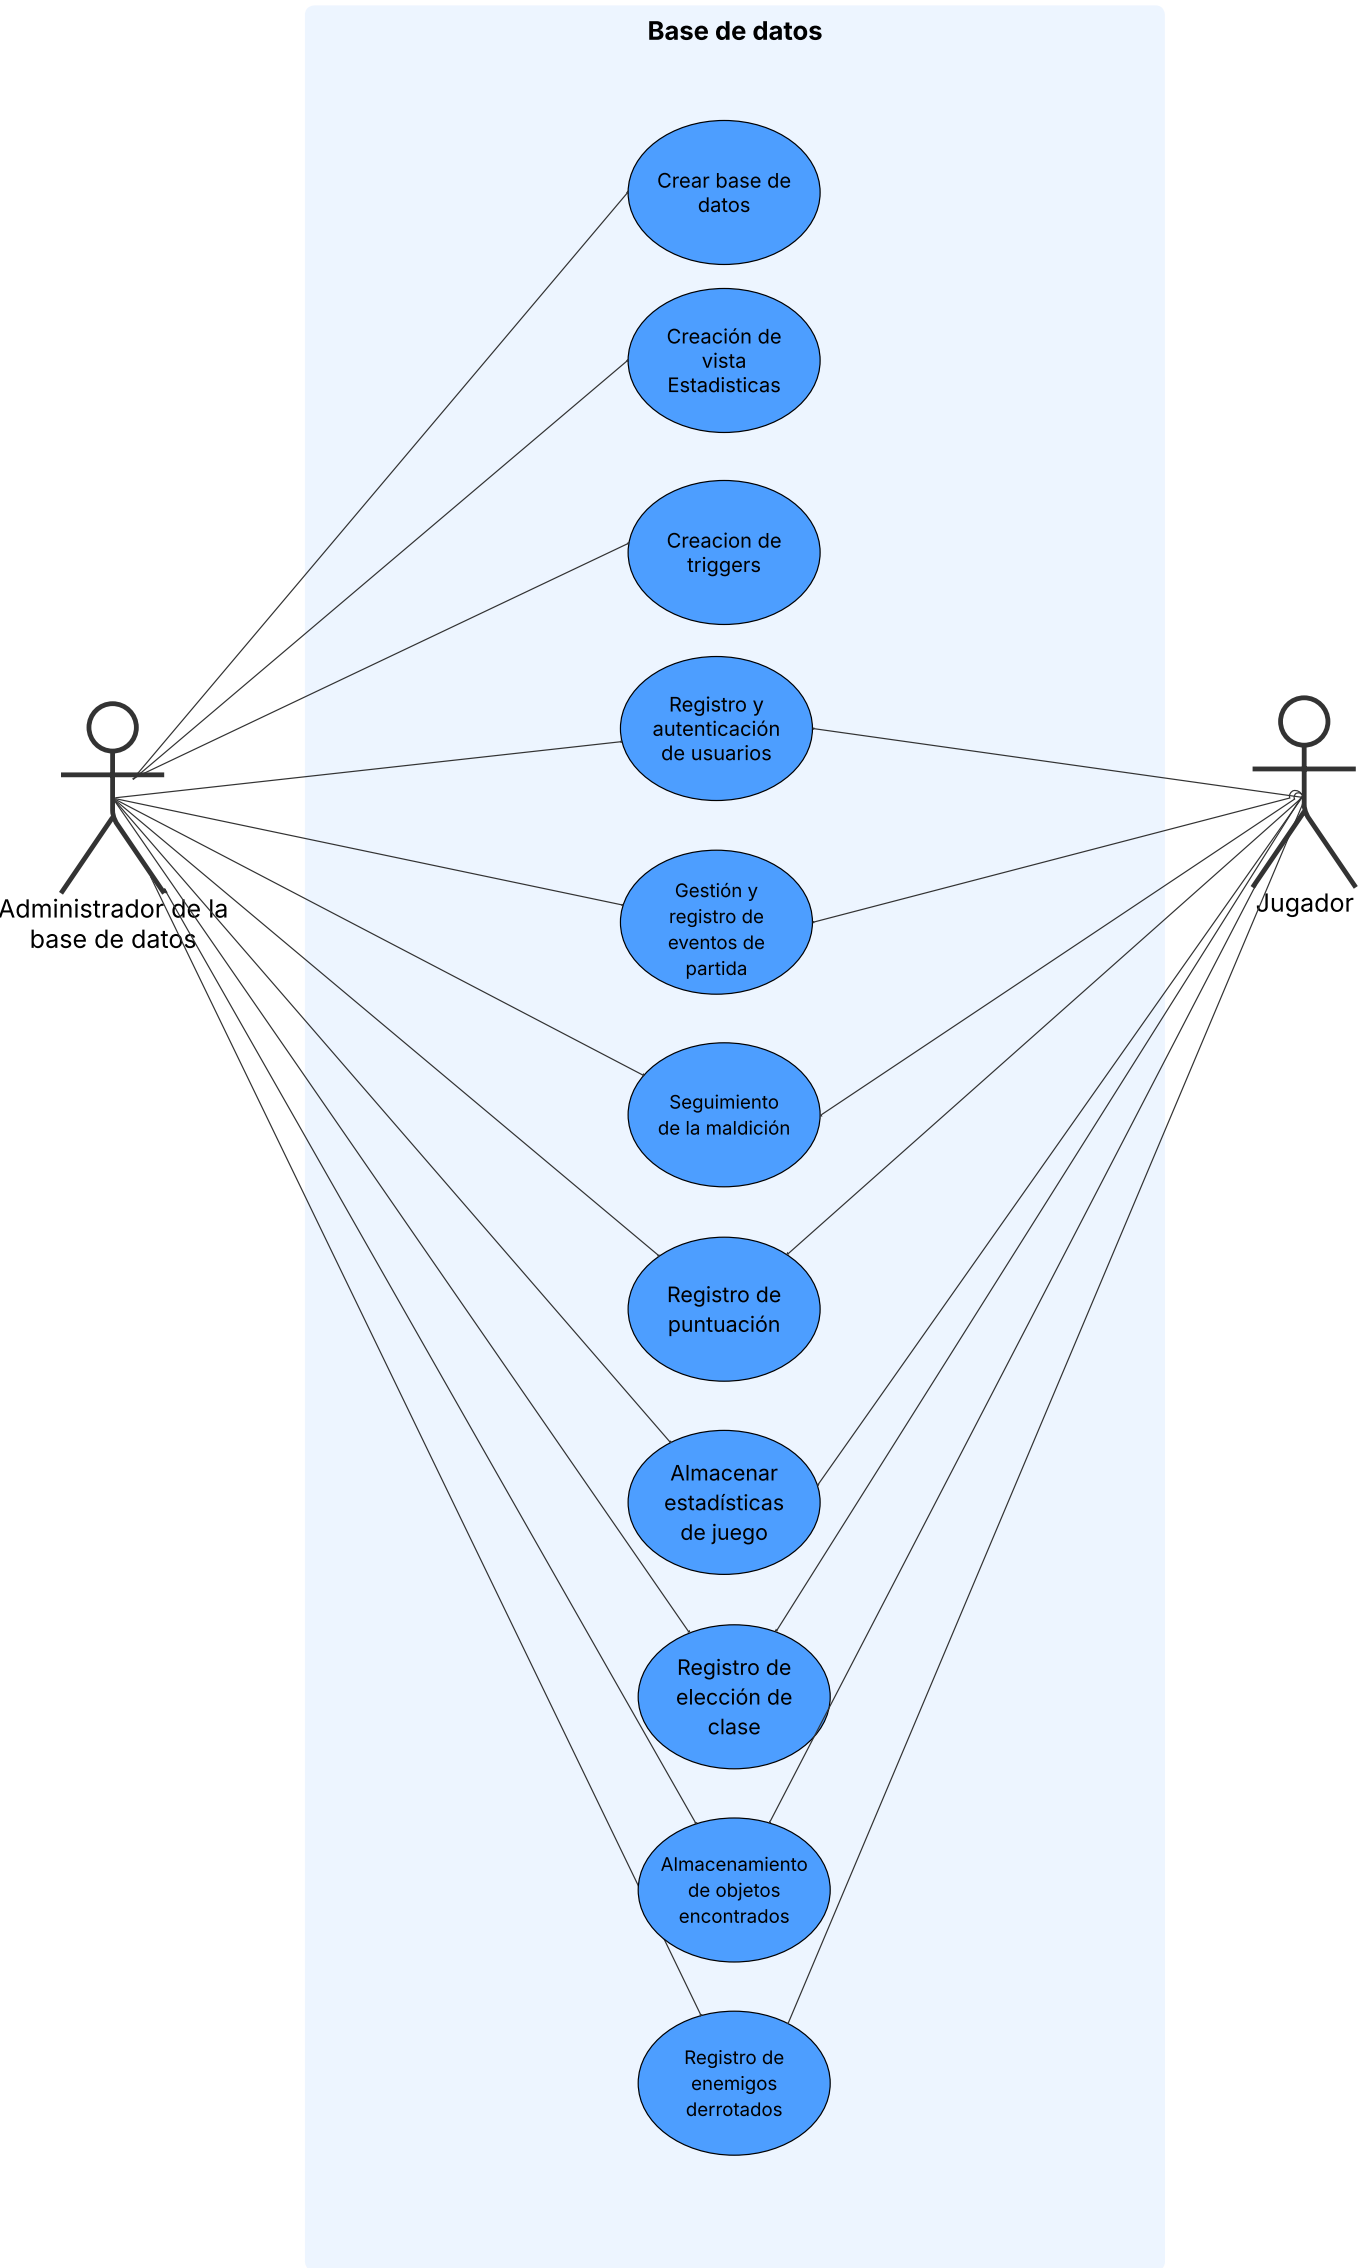 Base de datos
Crear base de
datos
Creación de
vista
Estadisticas
Creacion de
triggers
Registro y
autenticación
de usuarios
Administrador de la
base de datos
Jugador
Gestión y
registro de
eventos de
partida
Seguimiento
de la maldición
Registro de
puntuación
Almacenar
estadísticas
de juego
Registro de
elección de
clase
Almacenamiento
de objetos
encontrados
Registro de
enemigos
derrotados